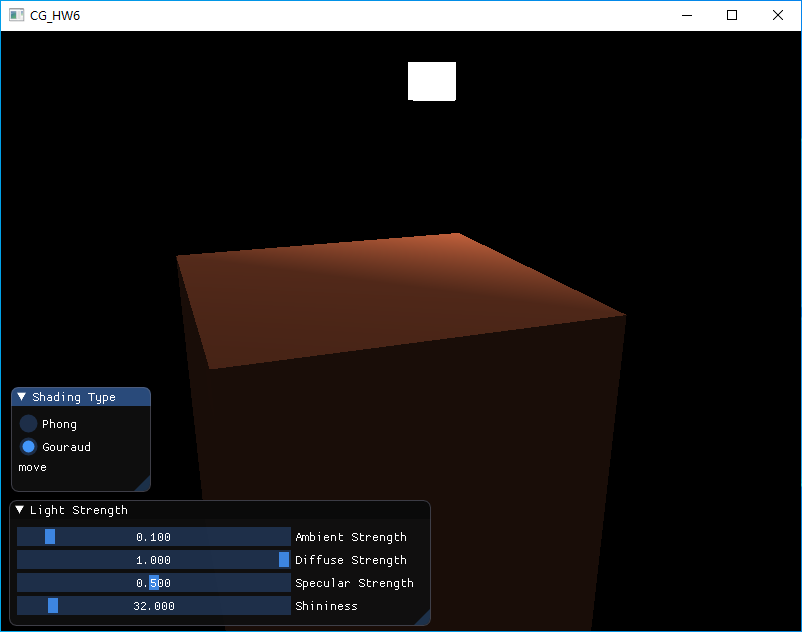 CG_HW6
Shading Type
Phong
Gouraud
move
Light Strength
0.100 Ambient Strength
1.000 Diffuse Strength
0.500 Specular Strength
32.000 Shininess